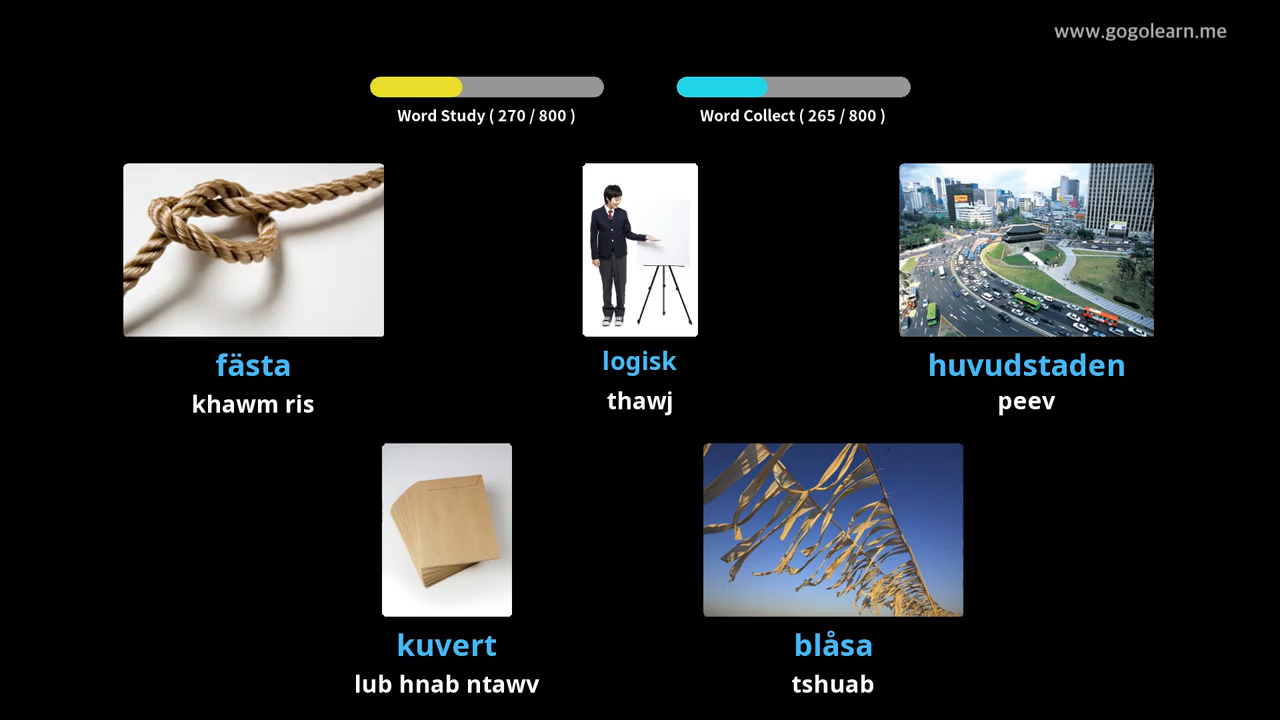 www.gogolearn.me
Word Study ( 270 / 800 )
Word Collect ( 265 / 800 )
fästa
khawm ris
logisk
thawj
huvudstaden
peev
kuvert
lub hnab ntawv
blåsa
tshuab